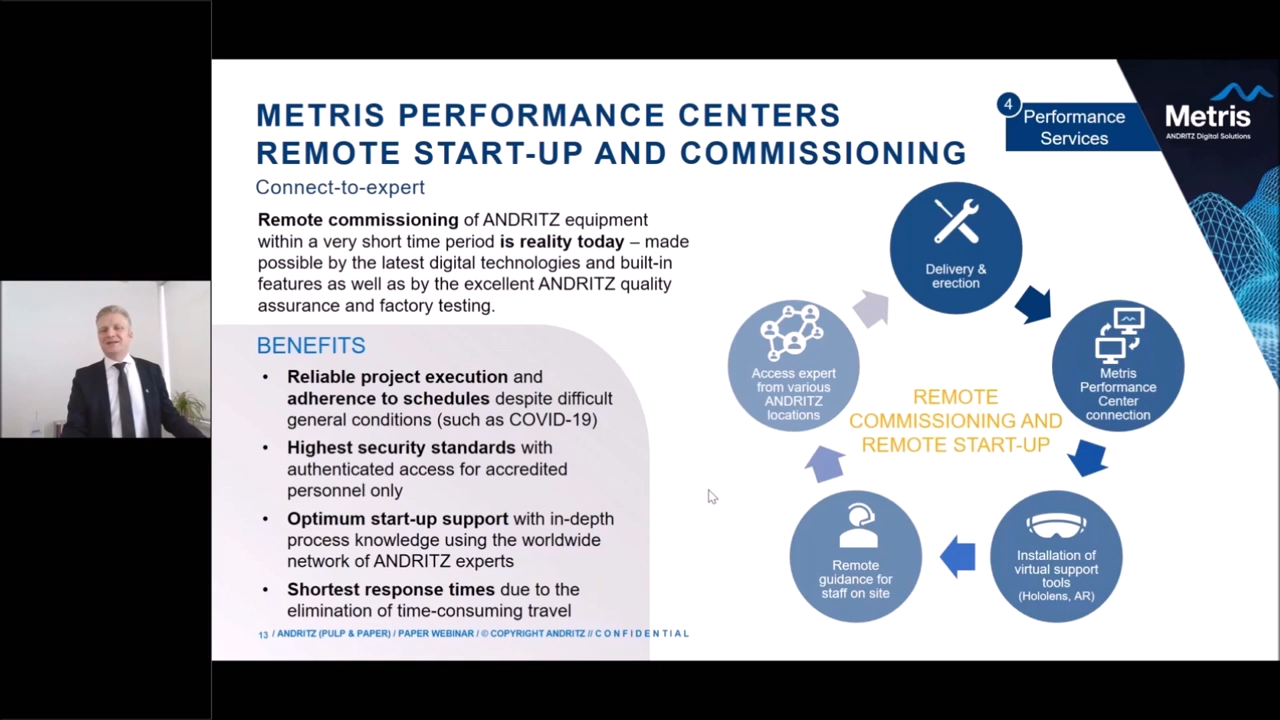 METRIS PERFORMANCE CENTERS
REMOTE START-UP AND COMMISSIONING
Connect-to-expert
4
Performance
Services
Metris
ANDRITZ Digital Solutions
Remote commissioning of ANDRITZ equipment
within a very short time period is reality today – made
possible by the latest digital technologies and built-in
features as well as by the excellent ANDRITZ quality
assurance and factory testing.
BENEFITS
• Reliable project execution and
adherence to schedules despite difficult
general conditions (such as COVID-19)
• Highest security standards with
authenticated access for accredited
personnel only
• Optimum start-up support with in-depth
process knowledge using the worldwide
network of ANDRITZ experts
• Shortest response times due to the
elimination of time-consuming travel
Delivery &
erection
Metris
Performance
Center
connection
Installation of
virtual support
tools
(Hololens, AR)
Remote
guidance for
staff on site
Access expert
from various
ANDRITZ
locations
REMOTE
COMMISSIONING AND
REMOTE START-UP
13 / ANDRITZ (PULP & PAPER) / PAPER WEBINAR / © COPYRIGHT ANDRITZ // CONFIDENTIAL